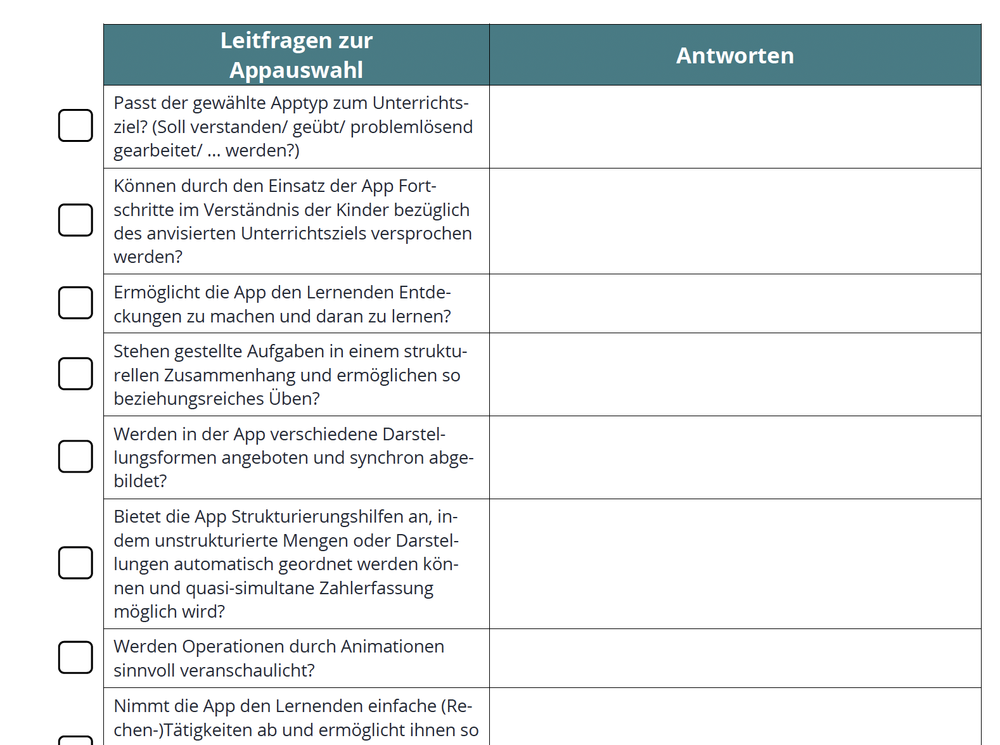 Leitfragen zur
Appauswahl
Antworten
Passt der gewählte Apptyp zum Unterrichts-
ziel? (Soll verstanden/ geübt/ problemlösend
gearbeitet/ ... werden?)
Können durch den Einsatz der App Fort-
schritte im Verständnis der Kinder bezüglich
des anvisierten Unterrichtsziels versprochen
werden?
Ermöglicht die App den Lernenden Entde-
ckungen zu machen und daran zu lernen?
Stehen gestellte Aufgaben in einem struktu-
rellen Zusammenhang und ermöglichen so
beziehungsreiches Üben?
Werden in der App verschiedene Darstel-
lungsformen angeboten und synchron abge-
bildet?
Bietet die App Strukturierungshilfen an, in-
dem unstrukturierte Mengen oder Darstel-
lungen automatisch geordnet werden kön-
nen und quasi-simultane Zahlerfassung
möglich wird?
Werden Operationen durch Animationen
sinnvoll veranschaulicht?
Nimmt die App den Lernenden einfache (Re-
chen-)Tätigkeiten ab und ermöglicht ihnen so